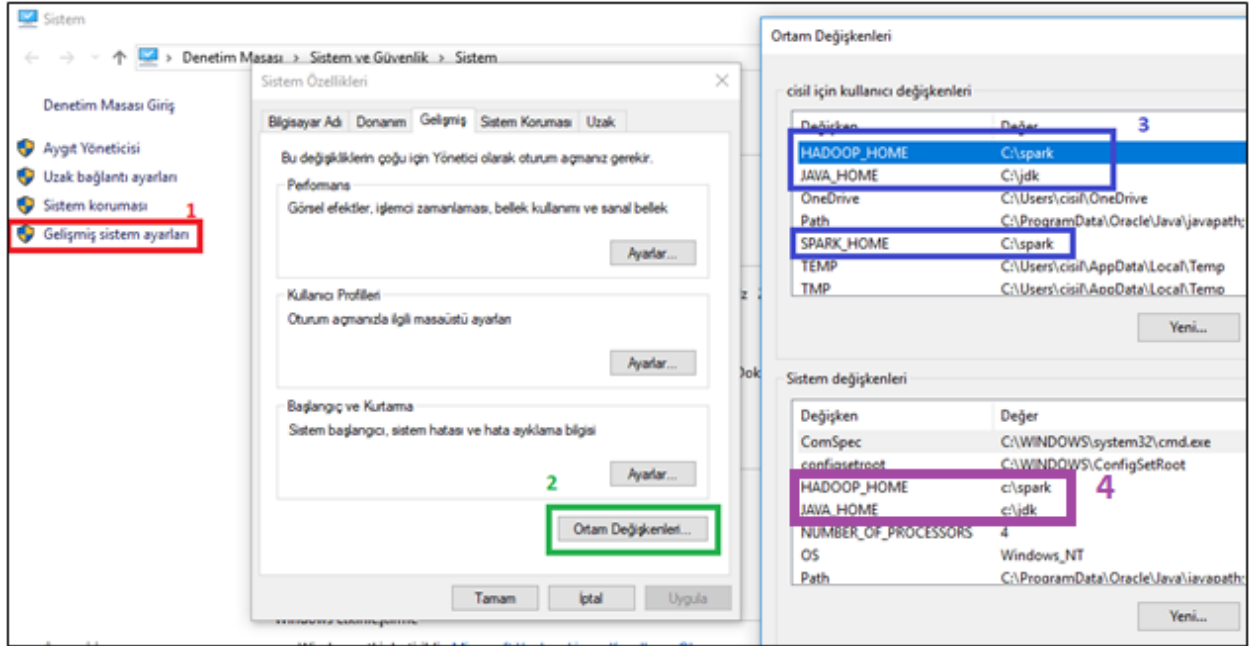 Sistem
Denetim Masası > Sistem ve Güvenlik > Sistem
Denetim Masası Giriş
Aygıt Yöneticisi
Uzak bağlantı ayarları
Sistem koruması
1
Gelişmiş sistem ayarları
Sistem Özellikleri
Bilgisayar Adı Donanım Gelişmiş Sistem Koruması Uzak
Bu değişikliklerin çoğu için Yönetici olarak oturum açmanız gerekir.
Performans
Görsel efektler, işlemci zamanlaması, bellek kullanımı ve sanal bellek
Ayarlar...
Kullanıcı Profilleri
Oturum açmanızla ilgili masaüstü ayarları
Ayarlar...
Başlangıç ve Kurtarma
Sistem başlangıcı, sistem hatası ve hata ayıklama bilgisi
Ayarlar...
2
Ortam Değişkenleri...
Tamam İptal Uygula
Ortam Değişkenleri
cisil için kullanıcı değişkenleri
Değişken Değer
3
HADOOP_HOME C:\spark
JAVA_HOME C:\jdk
OneDrive C:\Users\cisil\OneDrive
Path C:\ProgramData\Oracle\Java\javapath;
SPARK_HOME C:\spark
TEMP C:\Users\cisil\AppData\Local\Temp
TMP C:\Users\cisil\AppData\Local\Temp
Yeni...
Sistem değişkenleri
Değişken Değer
ComSpec C:\WINDOWS\system32\cmd.exe
configsetroot C:\WINDOWS\ConfigSetRoot
HADOOP_HOME c:\spark
4
JAVA_HOME c:\jdk
NUMBER_OF_PROCESSORS 4
OS Windows_NT
Path C:\ProgramData\Oracle\Java\javapath;
Yeni...